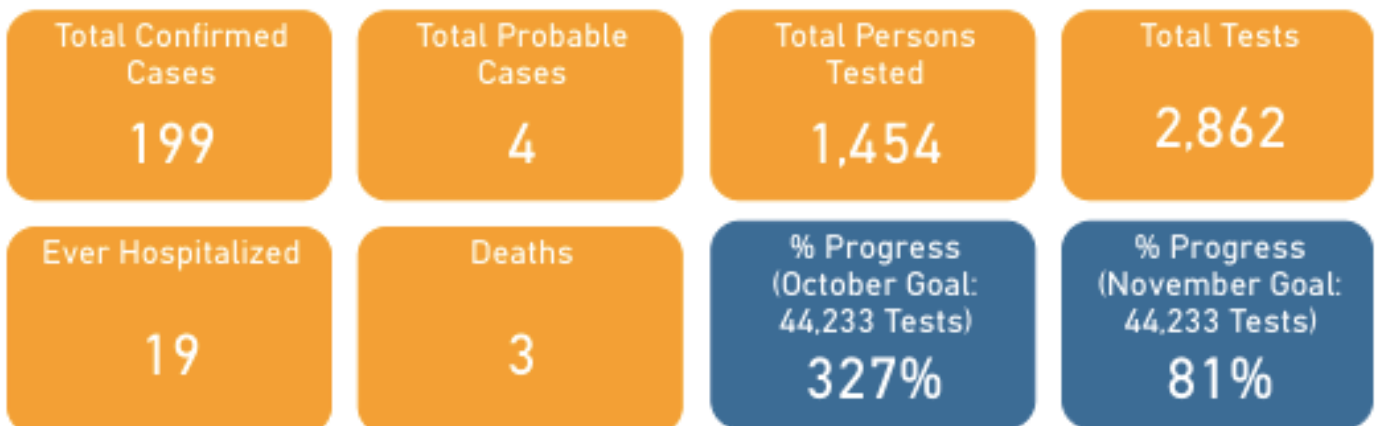 Total Confirmed
Cases
199
Total Probable
Cases
4
Total Persons
Tested
1,454
Total Tests
2,862
Ever Hospitalized
19
Deaths
3
% Progress
(October Goal:
44,233 Tests)
327%
% Progress
(November Goal:
44,233 Tests)
81%